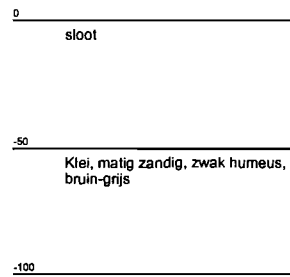 0
sloot
-50
Klei, matig zandig, zwak humeus,
bruin-grijs
-100